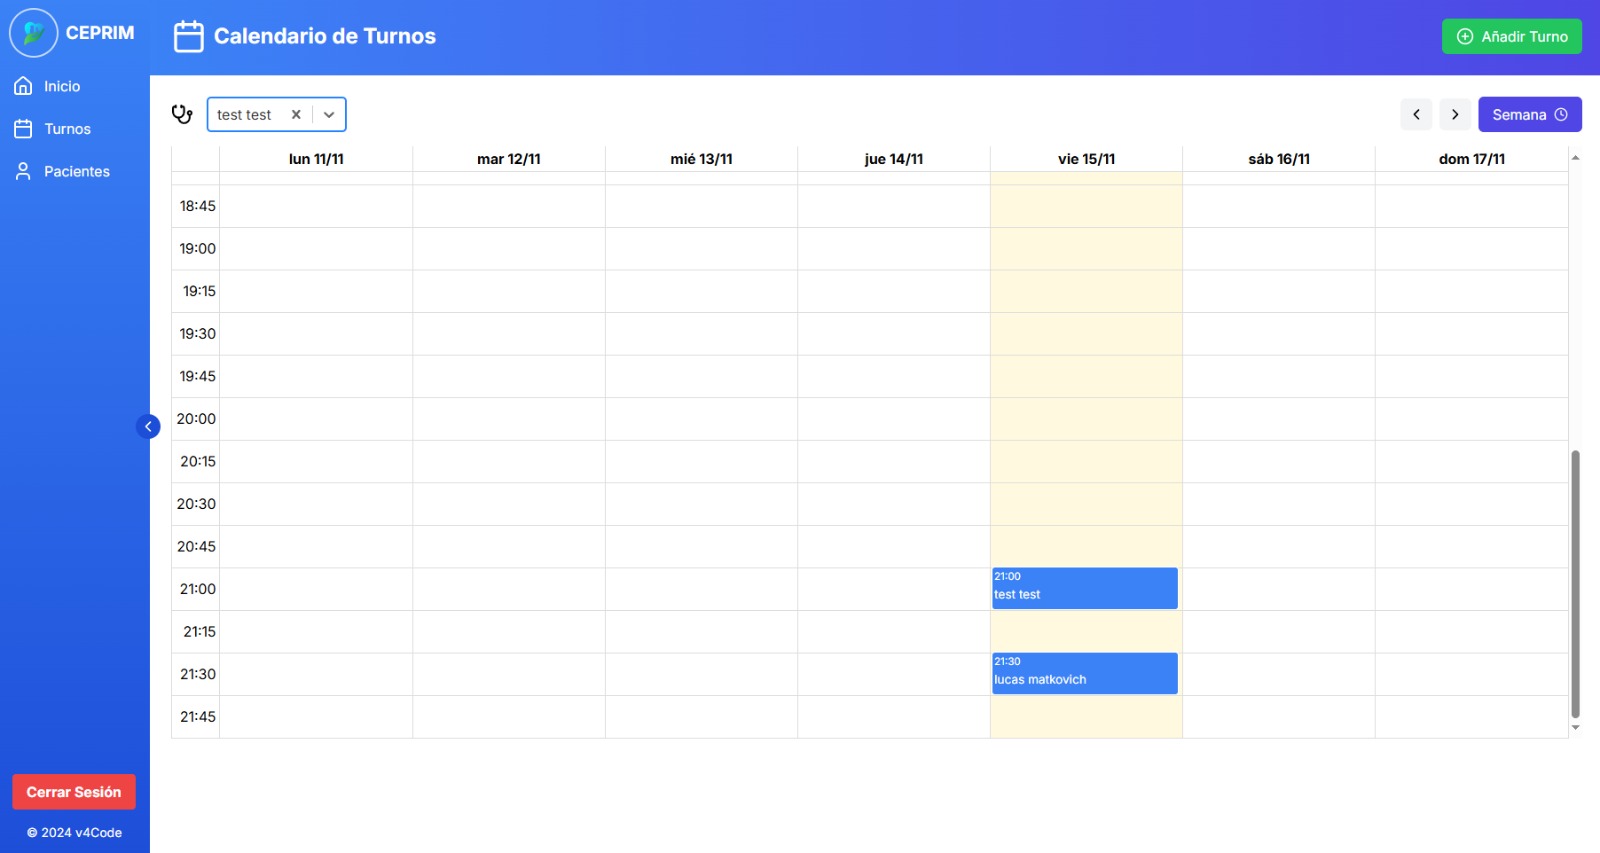 CEPRIM
Inicio
Turnos
Pacientes
Cerrar Sesión
© 2024 v4Code
Calendario de Turnos
Añadir Turno
test test
Semana
lun 11/11 mar 12/11 mié 13/11 jue 14/11 vie 15/11 sáb 16/11 dom 17/11
18:45
19:00
19:15
19:30
19:45
20:00
20:15
20:30
20:45
21:00
21:00
test test
21:15
21:30
21:30
lucas matkovich
21:45